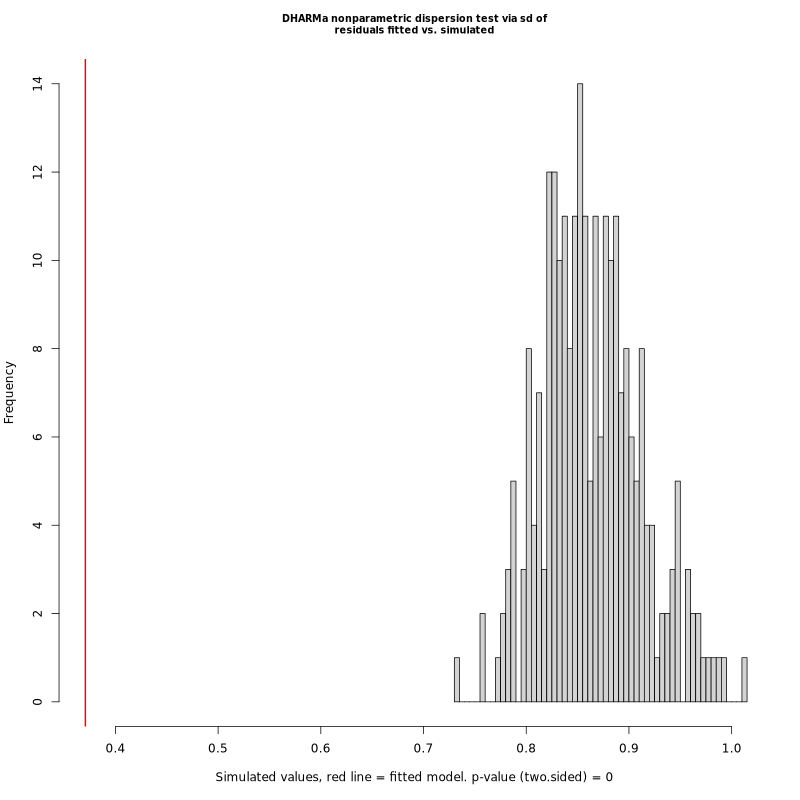 DHARMa nonparametric dispersion test via sd of
residuals fitted vs. simulated
Frequency
14
12
10
8
6
4
2
0
0.4 0.5 0.6 0.7 0.8 0.9 1.0
Simulated values, red line = fitted model. p-value (two.sided) = 0